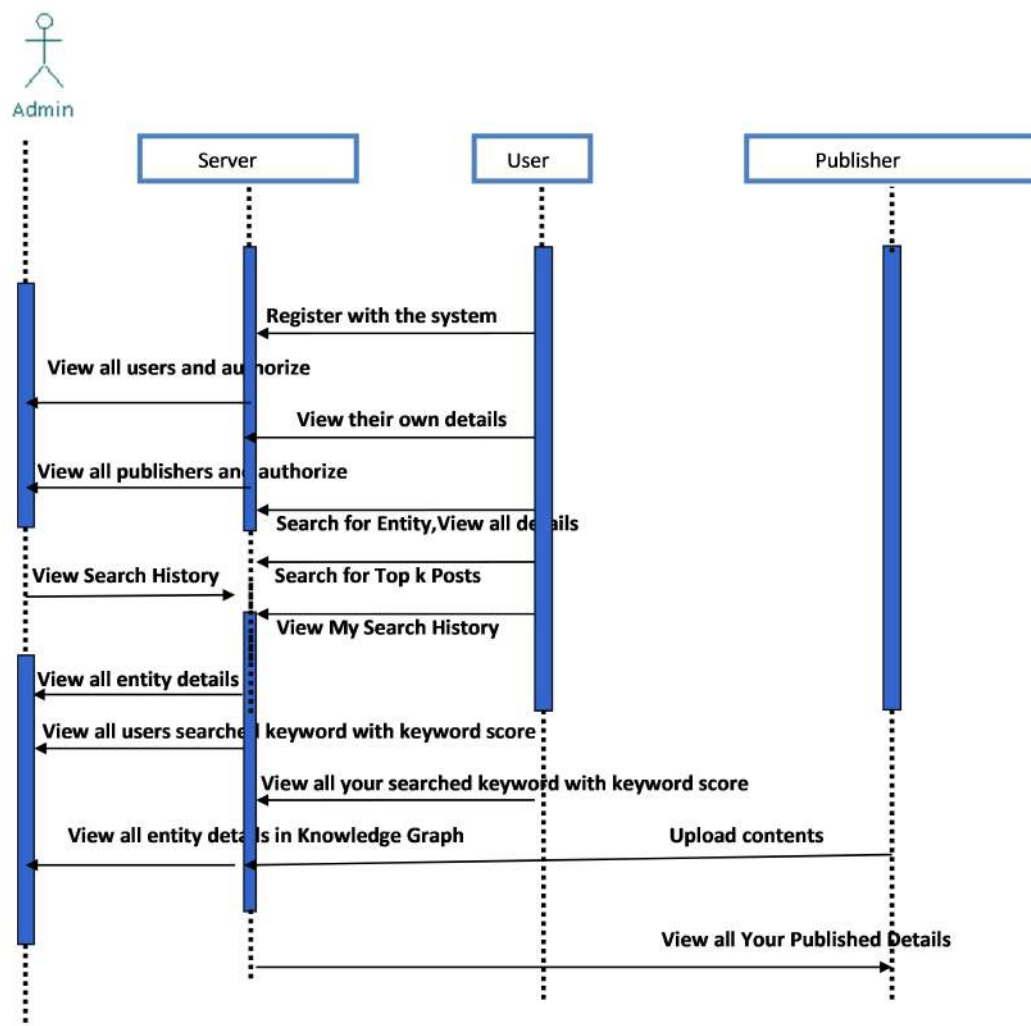 Admin
Server
User
Publisher
Register with the system
View all users and authorize
View their own details
View all publishers and authorize
Search for Entity,View all details
View Search History
Search for Top k Posts
View My Search History
View all entity details
View all users searched keyword with keyword score
View all your searched keyword with keyword score
View all entity details in Knowledge Graph
Upload contents
View all Your Published Details